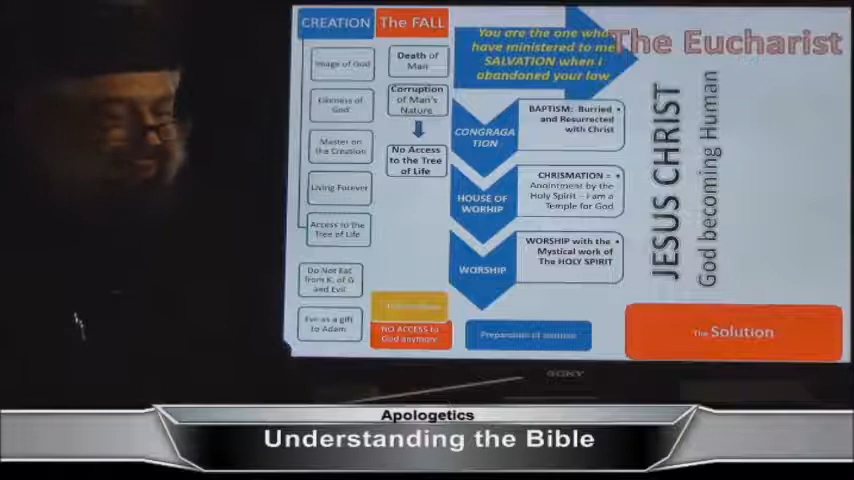 CREATION
The FALL
Image of God
Likeness of
God
Master on
the Creation
Living Forever
Access to the
Tree of Life
Do Not Eat
from K. of G
and Evil
Eve as a gift
to Adam
Death of
Man
Corruption
of Man's
Nature
No Access
to the Tree
of Life
NO ACCESS to
God anymore
You are the one who
have ministered to me
SALVATION when I
abandoned your law
CONGRAGA
TION
BAPTISM: Burried •
and Resurrected
with Christ
HOUSE OF
WORHIP
CHRISMATION = •
Anointment by the
Holy Spirit – I am a
Temple for God
WORSHIP
WORSHIP with the •
Mystical work of
The HOLY SPIRIT
Preparation of
The Eucharist
JESUS CHRIST
God becoming Human
The Solution
SONY
Apologetics
Understanding the Bible